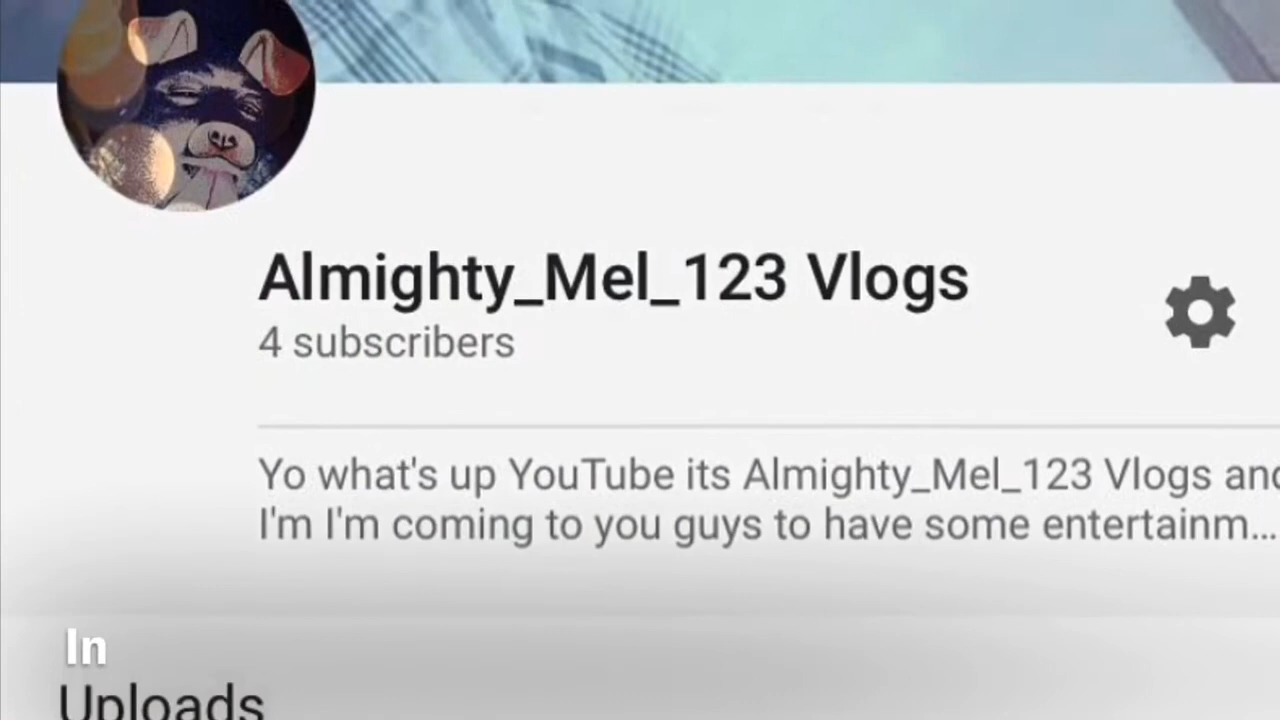 Almighty_Mel_123 Vlogs
4 subscribers
Yo what's up YouTube its Almighty_Mel_123 Vlogs and
I'm I'm coming to you guys to have some entertainm...
In
Uploads